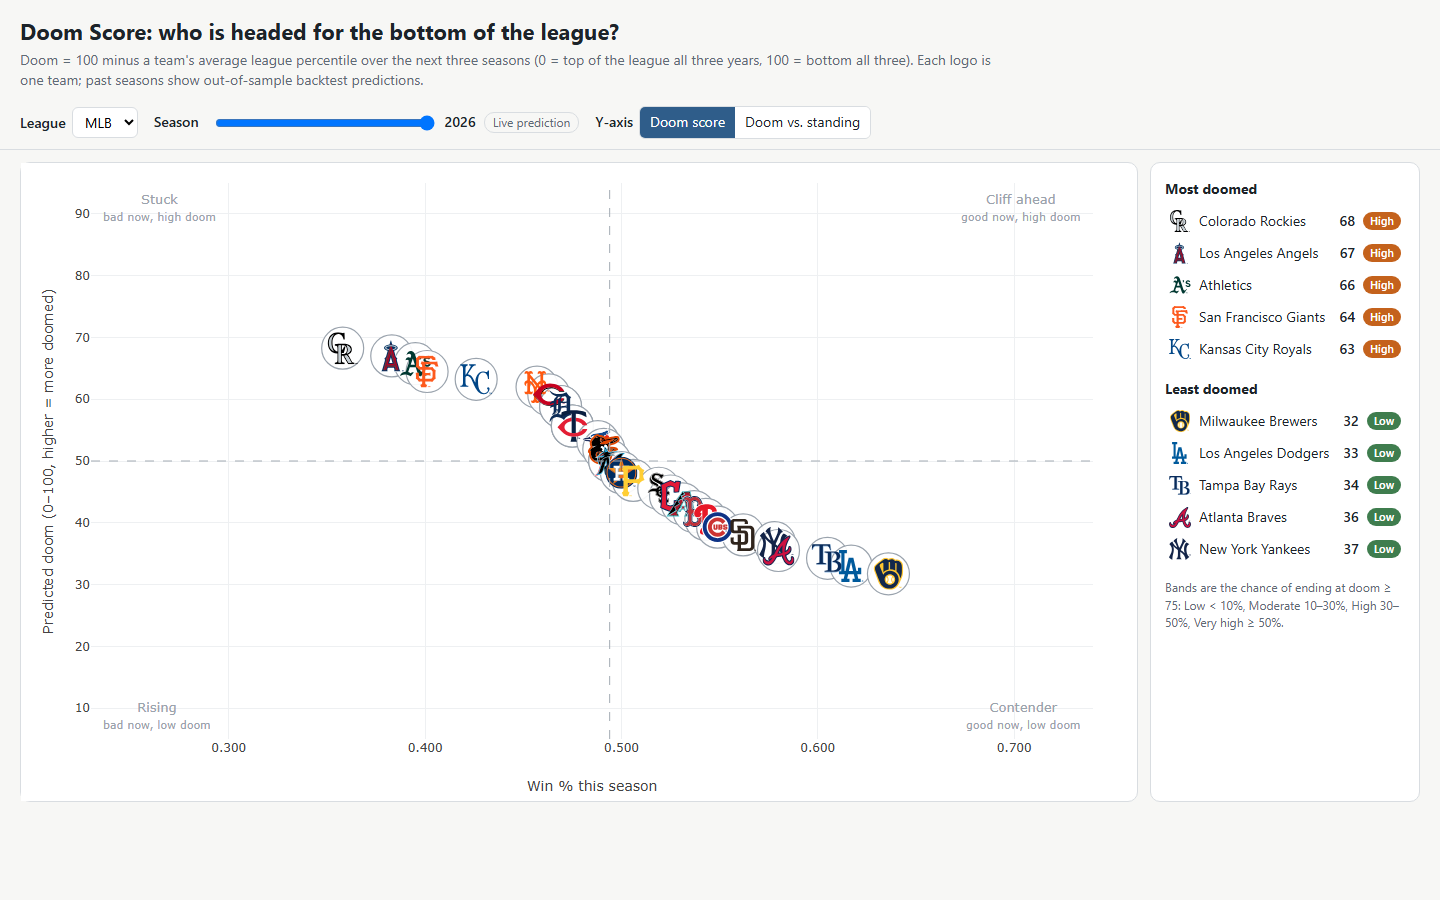 Doom Score: who is headed for the bottom of the league?
Doom = 100 minus a team's average league percentile over the next three seasons (0 = top of the league all three years, 100 = bottom all three). Each logo is
one team; past seasons show out-of-sample backtest predictions.
League MLB Season 2026 Live prediction Y-axis Doom score Doom vs. standing
Stuck
bad now, high doom
Cliff ahead
good now, high doom
90
80
70
60
50
40
30
20
10
Predicted doom (0–100, higher = more doomed)
Rising
bad now, low doom
Contender
good now, low doom
0.300 0.400 0.500 0.600 0.700
Win % this season
Most doomed
Colorado Rockies 68 High
Los Angeles Angels 67 High
Athletics 66 High
San Francisco Giants 64 High
Kansas City Royals 63 High
Least doomed
Milwaukee Brewers 32 Low
Los Angeles Dodgers 33 Low
Tampa Bay Rays 34 Low
Atlanta Braves 36 Low
New York Yankees 37 Low
Bands are the chance of ending at doom ≥
75: Low < 10%, Moderate 10–30%, High 30–
50%, Very high ≥ 50%.